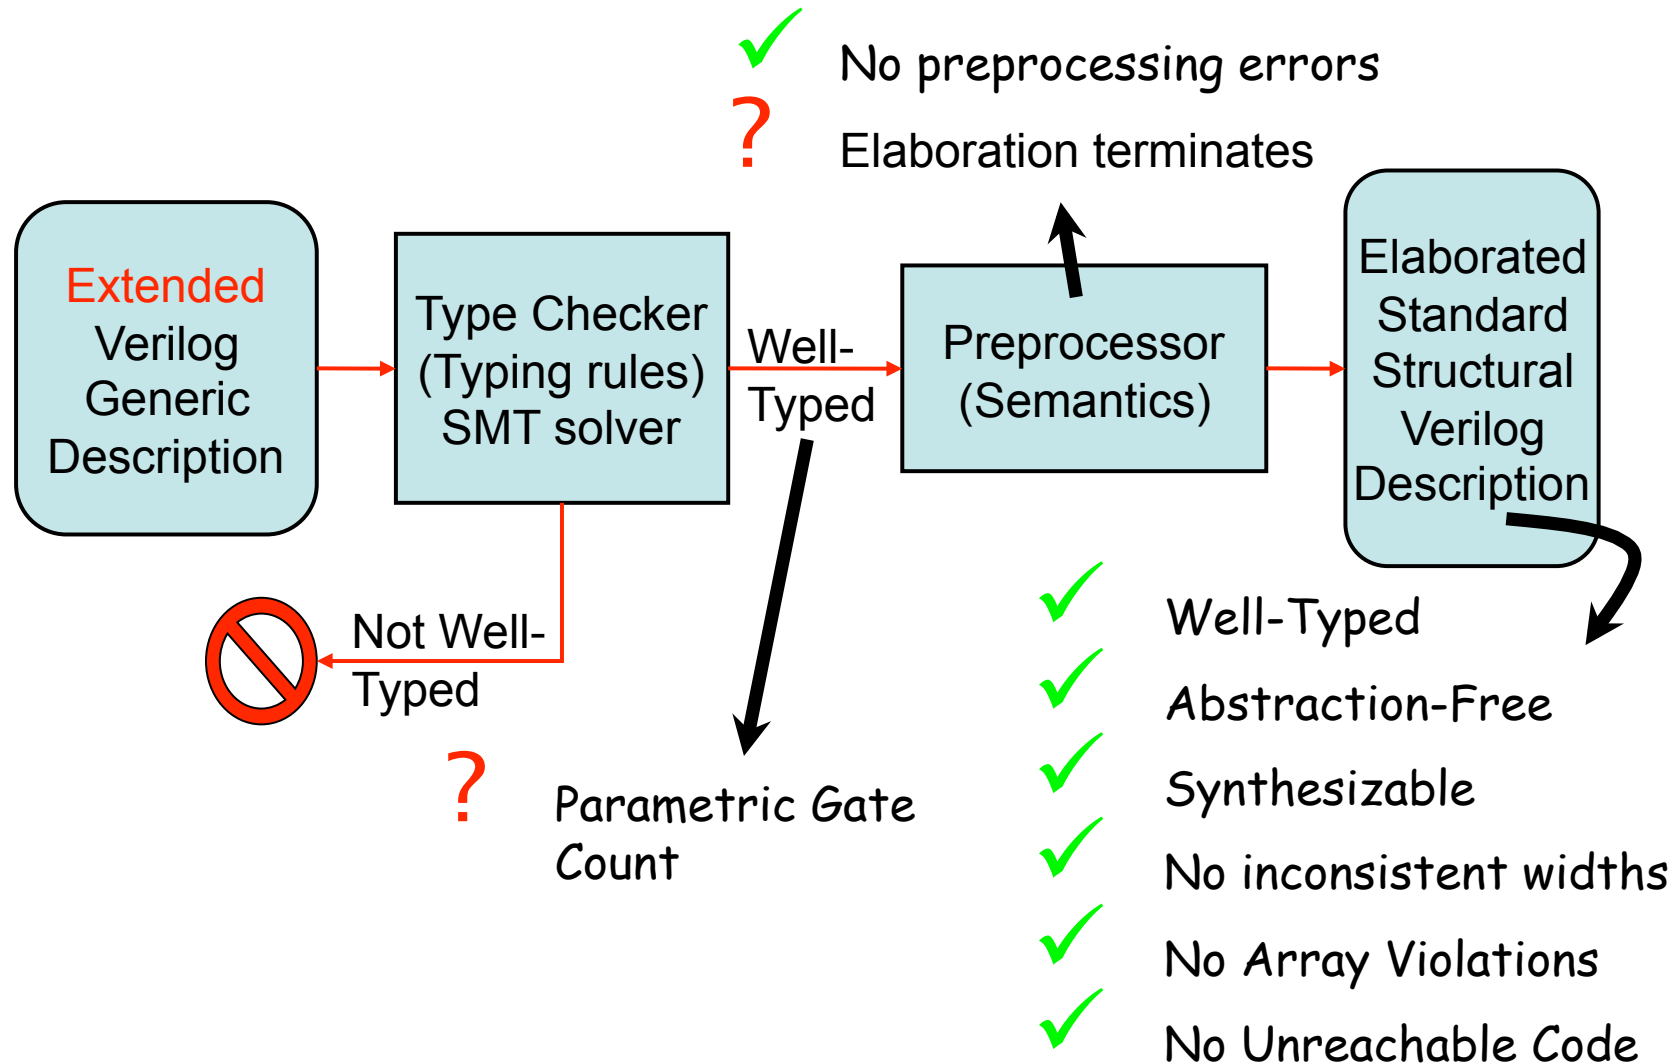 No preprocessing errors
?
Elaboration terminates
Extended
Verilog
Generic
Description
Type Checker
(Typing rules)
SMT solver
Well-
Typed
Preprocessor
(Semantics)
Elaborated
Standard
Structural
Verilog
Description
Not Well-
Typed
?
Parametric Gate
Count
Well-Typed
Abstraction-Free
Synthesizable
No inconsistent widths
No Array Violations
No Unreachable Code